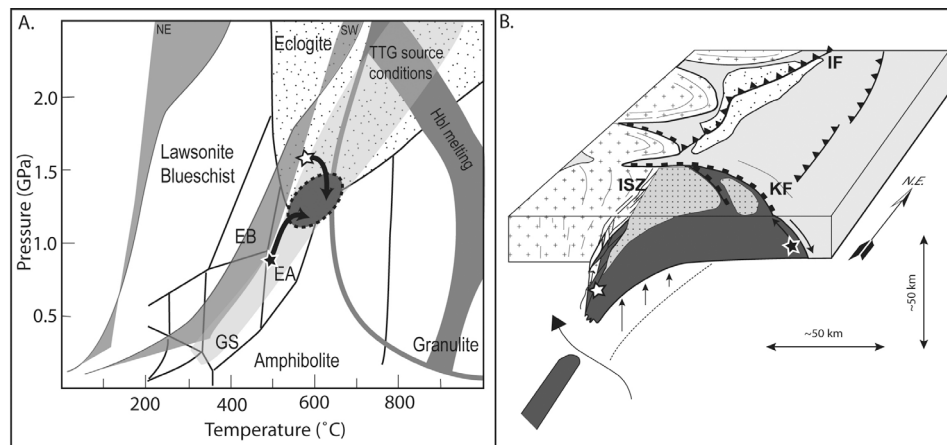 A.
NE
SW
Eclogite
TTG source
conditions
Hbl melting
Lawsonite
Blueschist
EB
EA
GS
Amphibolite
Granulite
2.0
1.5
1.0
0.5
Pressure (GPa)
200
400
600
800
Temperature (˚C)
B.
IF
ISZ
KF
N.E.
~50 km
~50 km